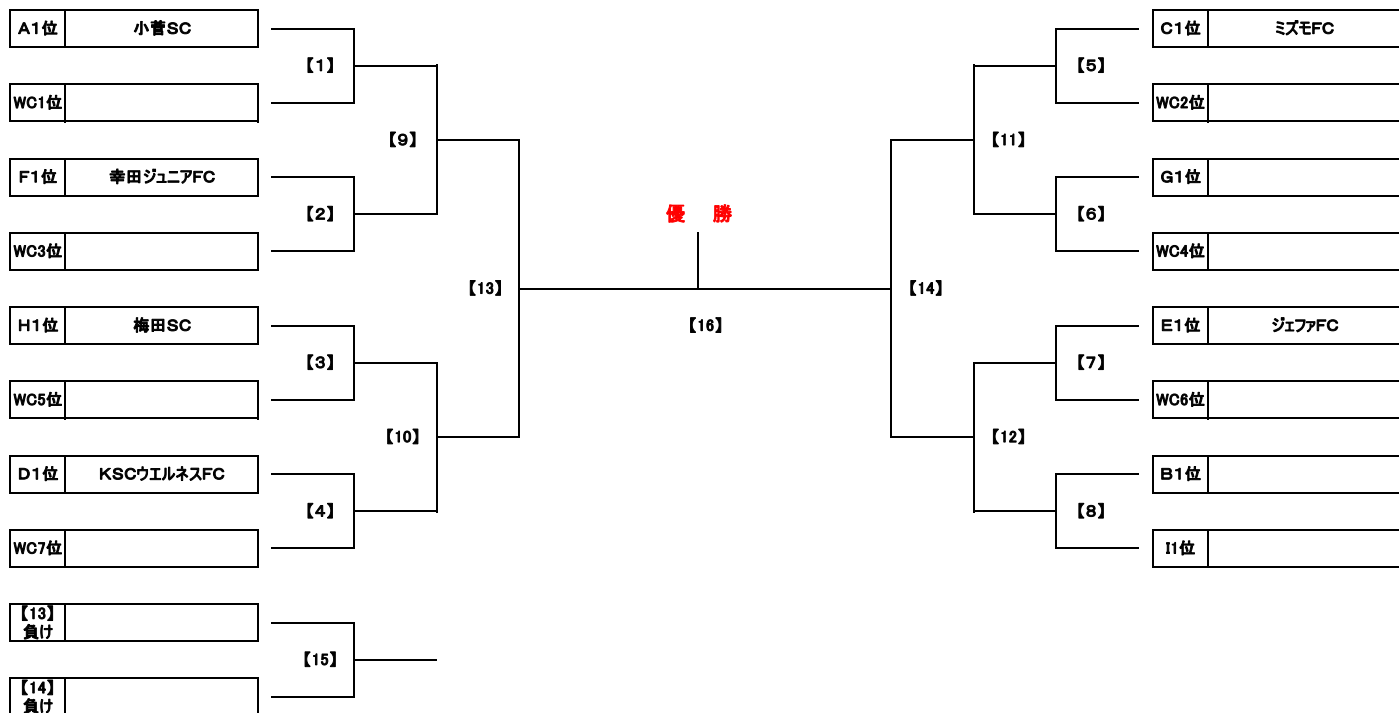 A1位 小菅SC
【1】
WC1位
【9】
F1位 幸田ジュニアFC
【2】
WC3位
【13】
H1位 梅田SC
【3】
WC5位
【10】
D1位 KSCウエルネスFC
【4】
WC7位
【13】
負け
【15】
【14】
負け
優 勝
【16】
C1位 ミズモFC
【5】
WC2位
【11】
G1位
【6】
WC4位
【14】
E1位 ジェファFC
【7】
WC6位
【12】
B1位
【8】
I1位